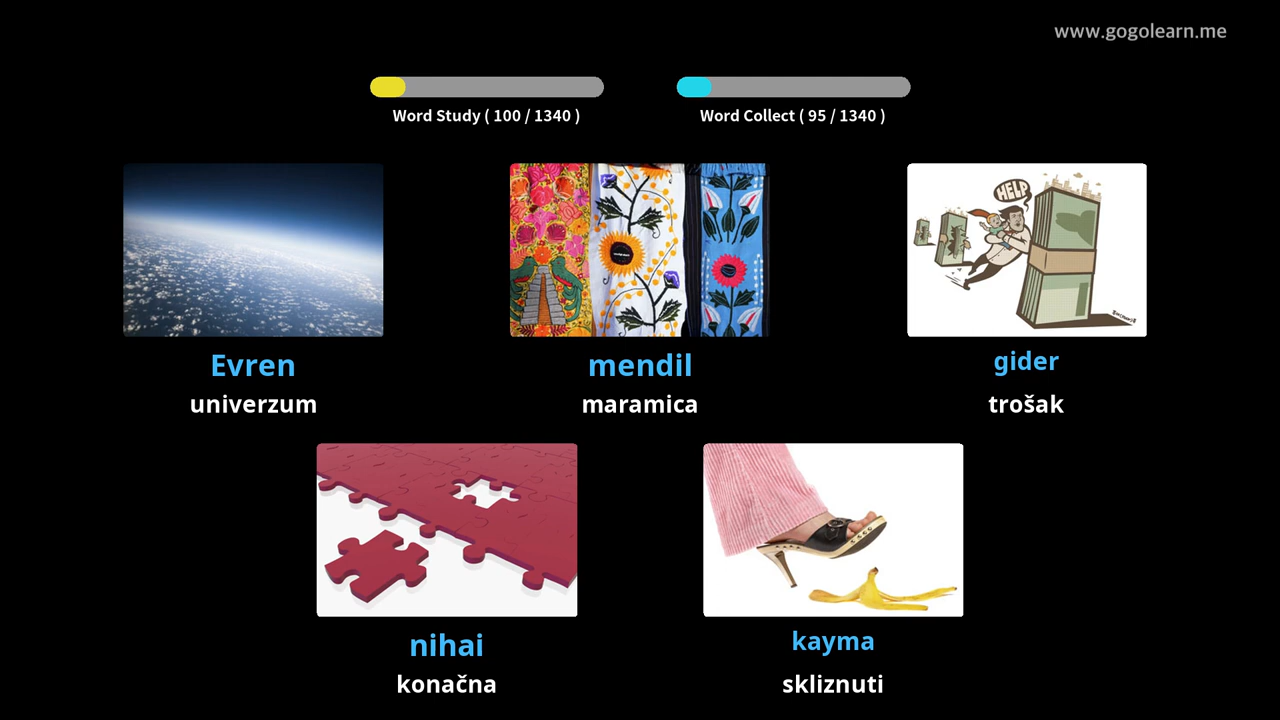 www.gogolearn.me
Word Study ( 100 / 1340 )
Word Collect ( 95 / 1340 )
HELP
Evren
univerzum
mendil
maramica
gider
trošak
nihai
konačna
kayma
skliznuti